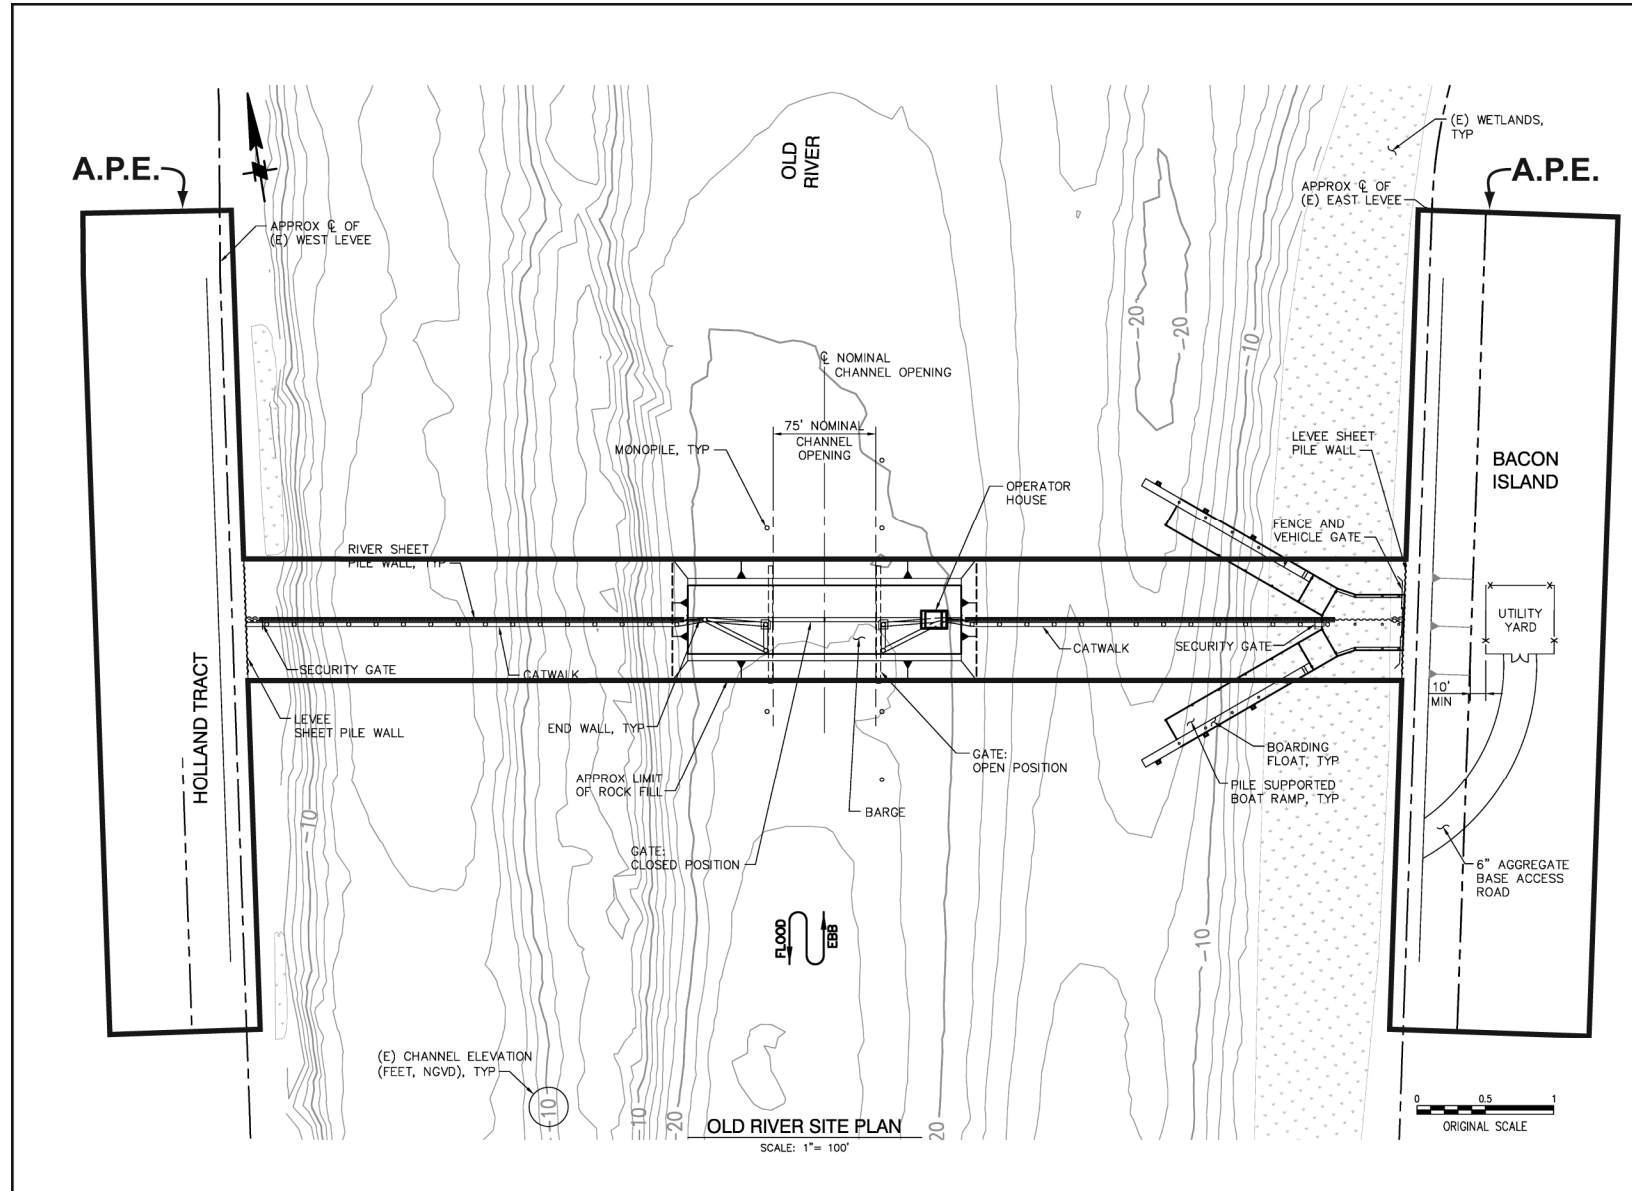 OLD
RIVER
(E) WETLANDS,
TYP
A.P.E.
A.P.E.
APPROX ℄ OF
(E) EAST LEVEE
APPROX ℄ OF
(E) WEST LEVEE
-20
-20
-10
℄ NOMINAL
CHANNEL OPENING
75' NOMINAL
CHANNEL
OPENING
MONOPILE, TYP
LEVEE SHEET
PILE WALL
BACON
ISLAND
OPERATOR
HOUSE
FENCE AND
VEHICLE GATE
RIVER SHEET
PILE WALL, TYP
UTILITY
YARD
SECURITY GATE
CATWALK
CATWALK
SECURITY GATE
HOLLAND TRACT
10'
MIN
LEVEE
SHEET PILE WALL
END WALL, TYP
GATE:
OPEN POSITION
BOARDING
FLOAT, TYP
APPROX LIMIT
OF ROCK FILL
PILE SUPPORTED
BOAT RAMP, TYP
BARGE
-10
GATE:
CLOSED POSITION
6" AGGREGATE
BASE ACCESS
ROAD
FLOOD
EBB
-10
(E) CHANNEL ELEVATION
(FEET, NGVD), TYP
-10
-10
-20
20
OLD RIVER SITE PLAN
SCALE: 1"= 100'
0 0.5 1
ORIGINAL SCALE